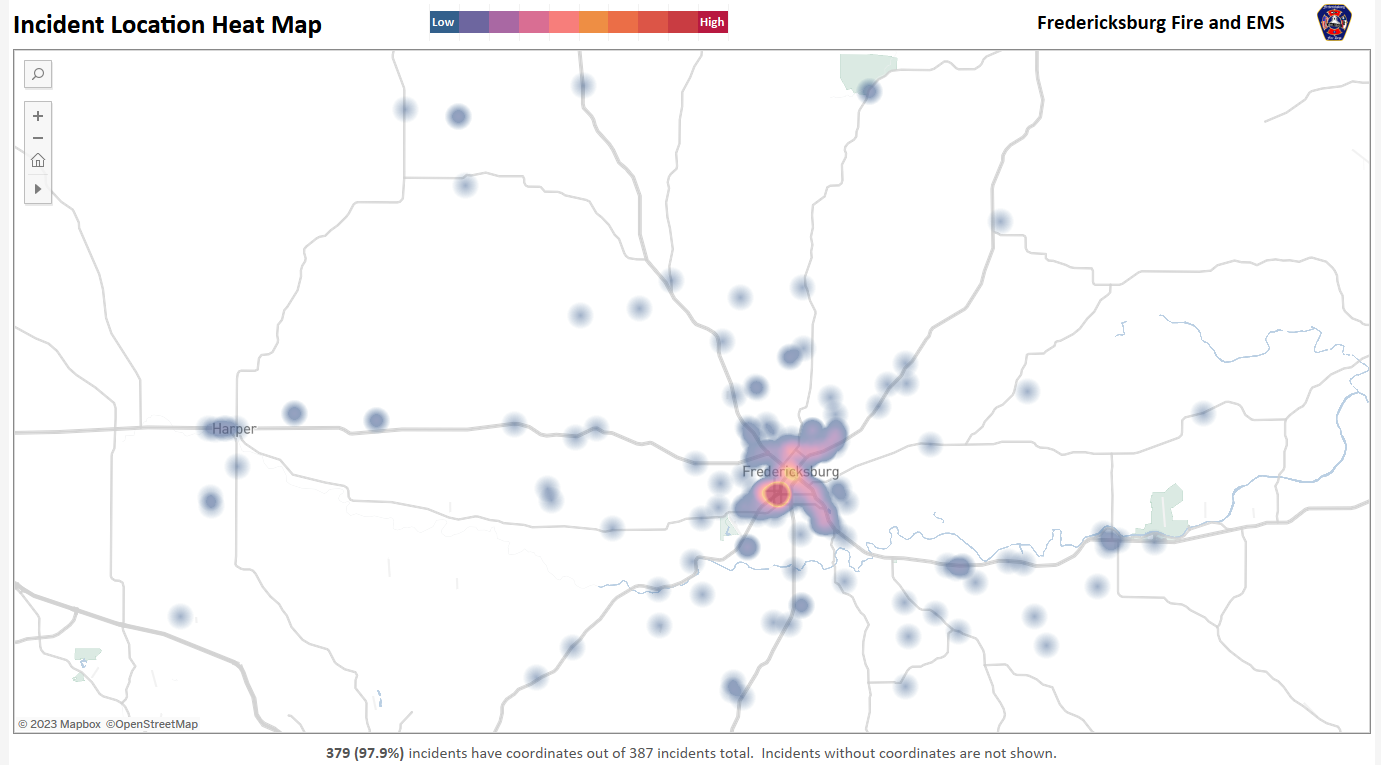 Incident Location Heat Map
Low
High
Fredericksburg Fire and EMS
Harper
Fredericksburg
© 2023 Mapbox ©OpenStreetMap
379 (97.9%) incidents have coordinates out of 387 incidents total. Incidents without coordinates are not shown.